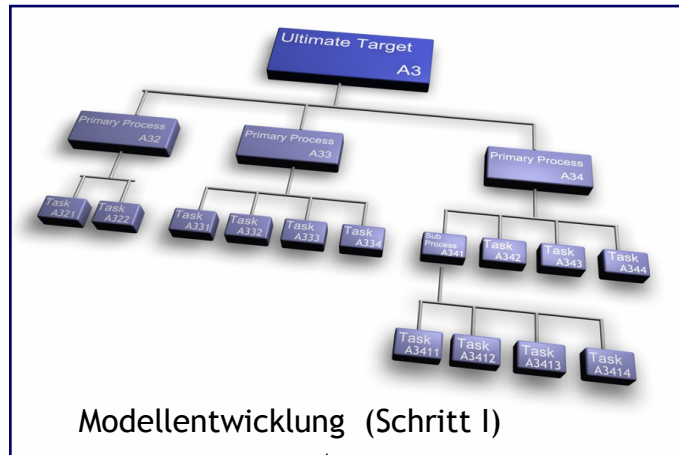 Ultimate Target
A3
Primary Process
A32
Primary Process
A33
Primary Process
A34
Task
A321
Task
A322
Task
A331
Task
A332
Task
A333
Task
A334
Sub
Process
A341
Task
A342
Task
A343
Task
A344
Task
A3411
Task
A3412
Task
A3413
Task
A3414
Modellentwicklung (Schritt I)